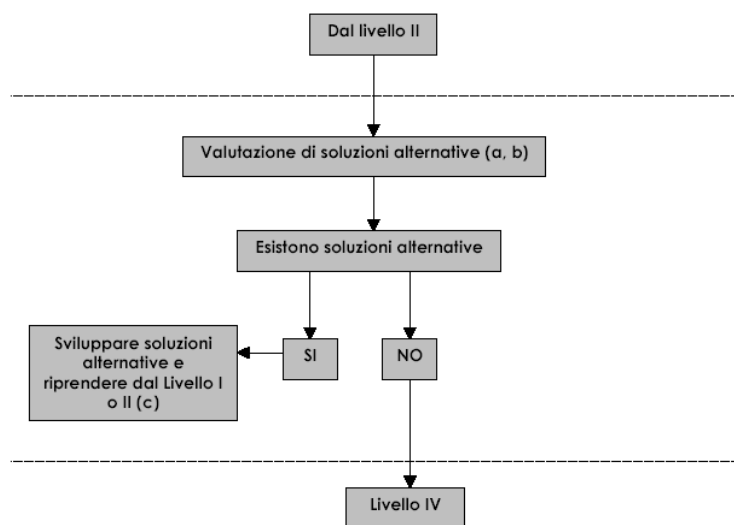 Dal livello II
Valutazione di soluzioni alternative (a, b)
Esistono soluzioni alternative
Sviluppare soluzioni
alternative e
riprendere dal Livello I
o II (c)
SI
NO
Livello IV